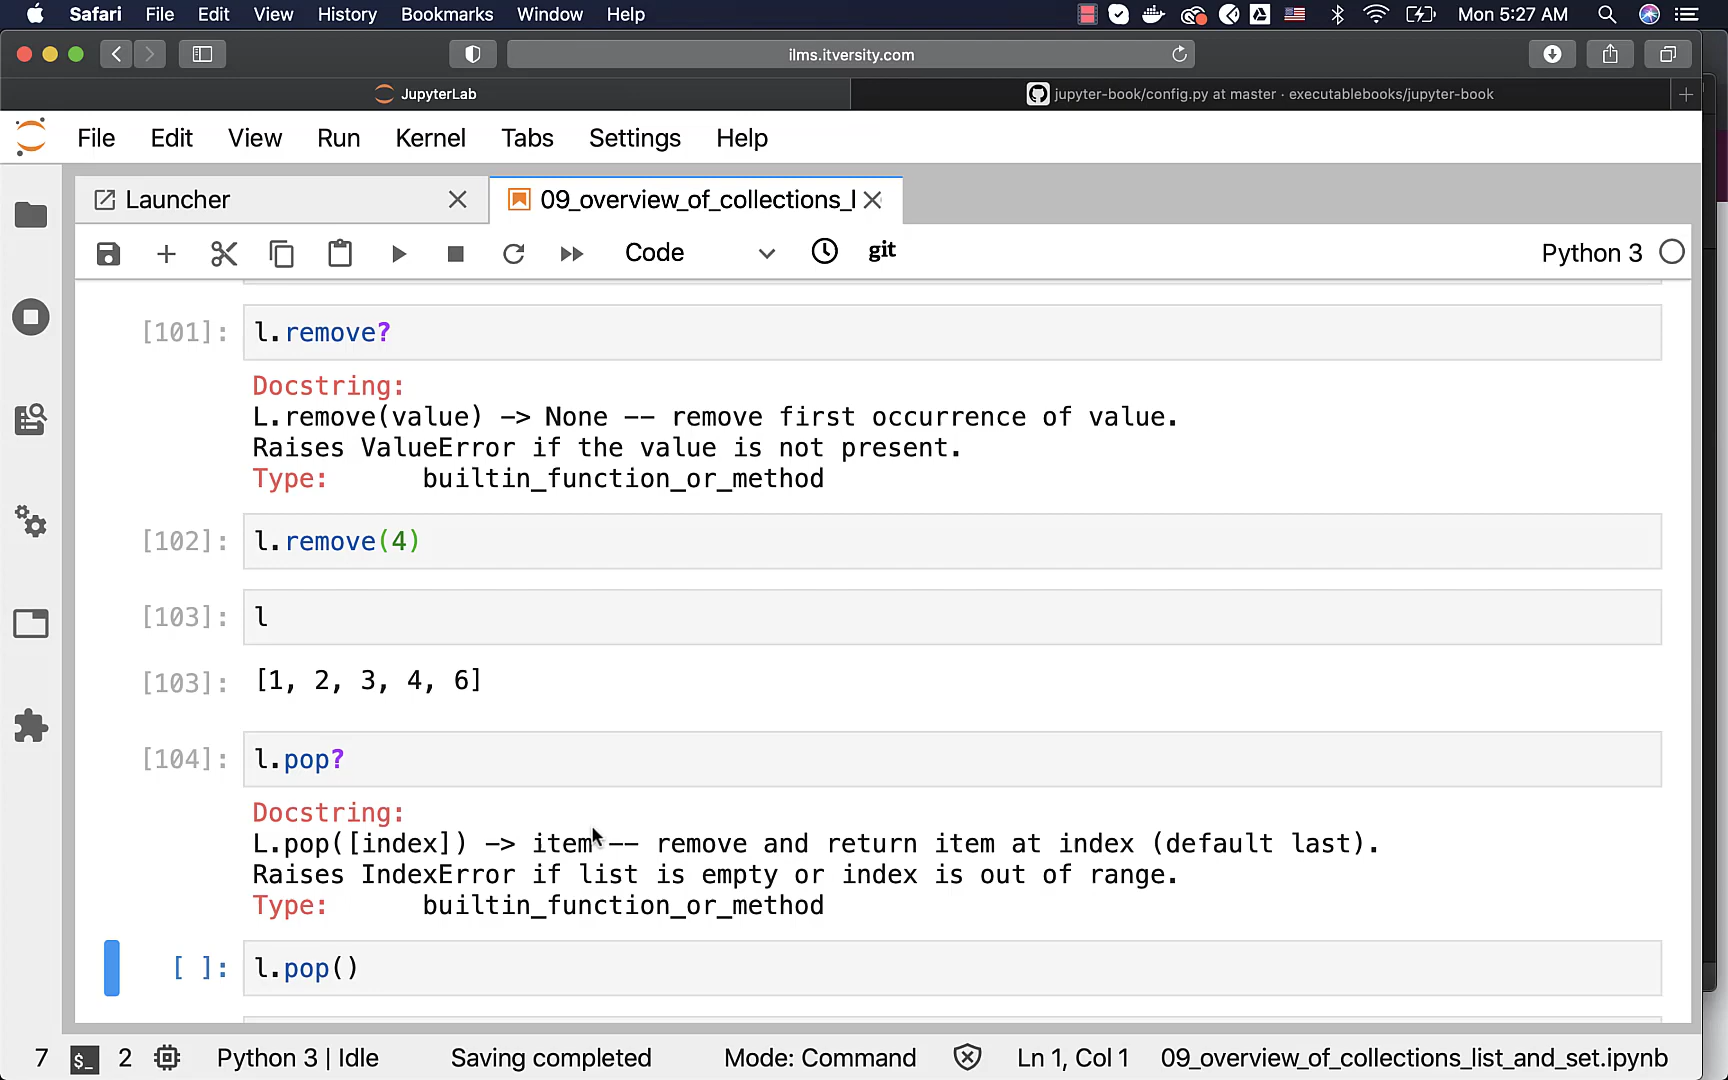 Safari File Edit View History Bookmarks Window Help Mon 5:27 AM
ilms.itversity.com
JupyterLab jupyter-book/config.py at master · executablebooks/jupyter-book
File Edit View Run Kernel Tabs Settings Help
Launcher 09_overview_of_collections_l
Code git Python 3
[101]: l.remove?
Docstring:
L.remove(value) -> None -- remove first occurrence of value.
Raises ValueError if the value is not present.
Type: builtin_function_or_method
[102]: l.remove(4)
[103]: l
[103]: [1, 2, 3, 4, 6]
[104]: l.pop?
Docstring:
L.pop([index]) -> item -- remove and return item at index (default last).
Raises IndexError if list is empty or index is out of range.
Type: builtin_function_or_method
[ ]: l.pop()
7 $_ 2 Python 3 | Idle Saving completed Mode: Command Ln 1, Col 1 09_overview_of_collections_list_and_set.ipynb